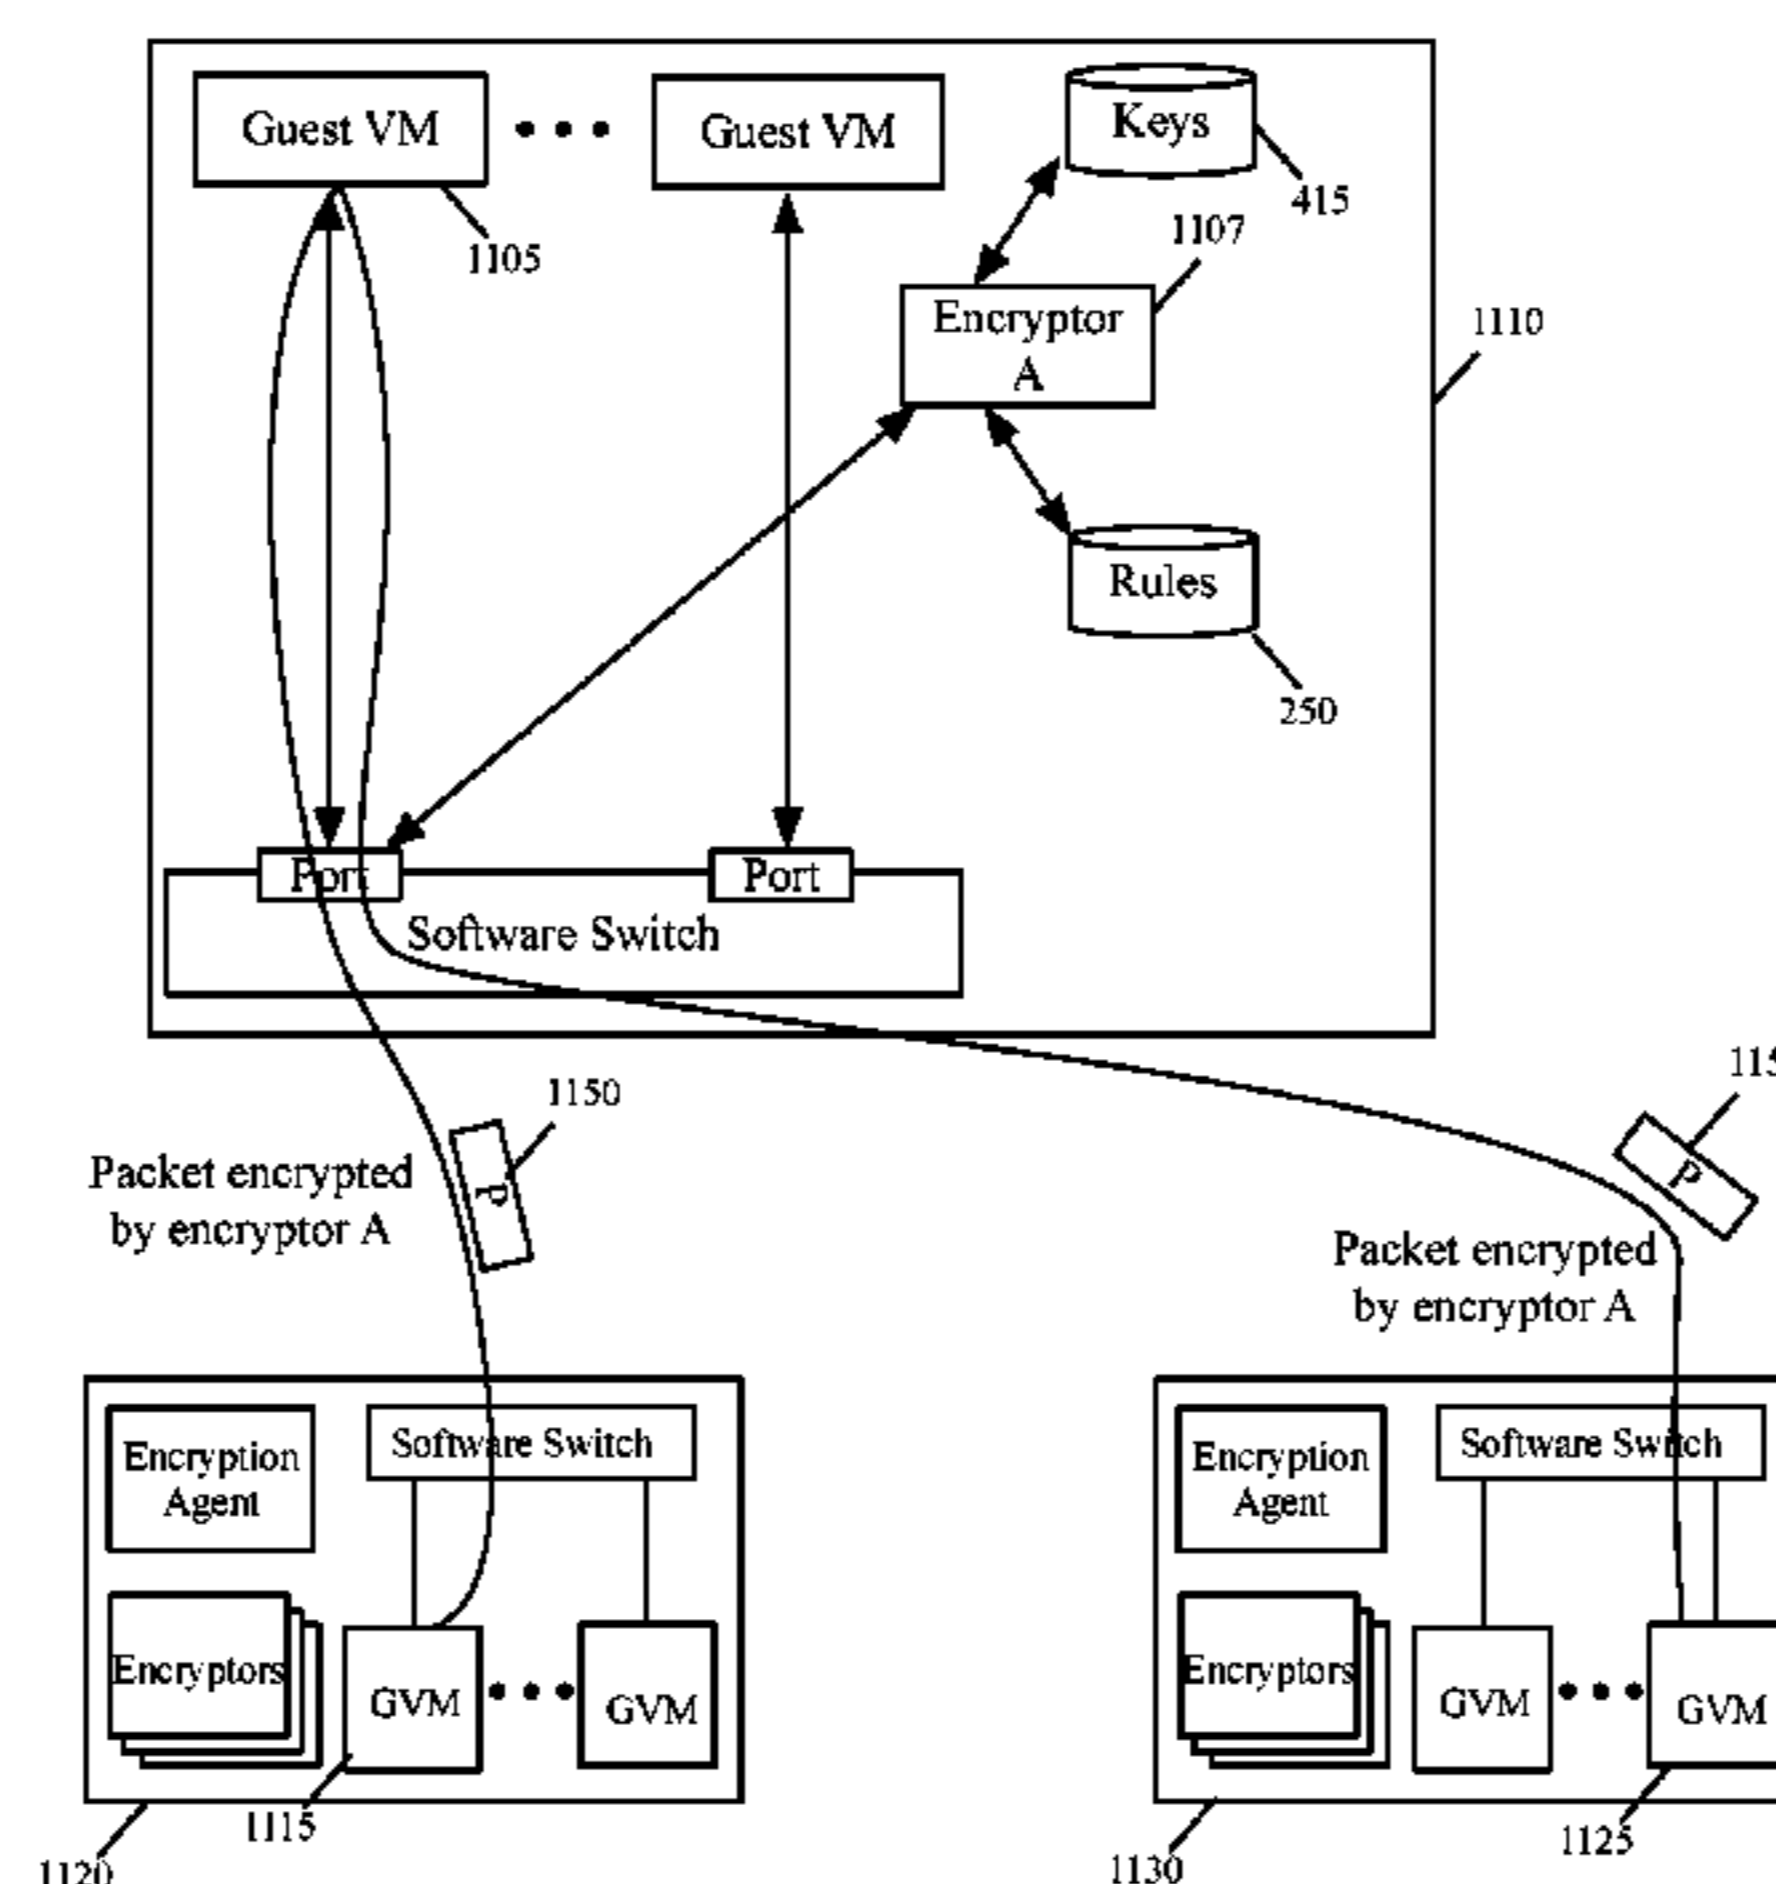 Guest VM
Guest VM
Keys
415
1107
1105
Encryptor
A
1110
Rules
250
Port
Port
Software Switch
1150
Packet encrypted
by encryptor A
P
P
Packet encrypted
by encryptor A
Encryption
Agent
Software Switch
Encryptors
GVM
GVM
1115
1120
Encryption
Agent
Software Switch
Encryptors
GVM
GVM
1125
1130